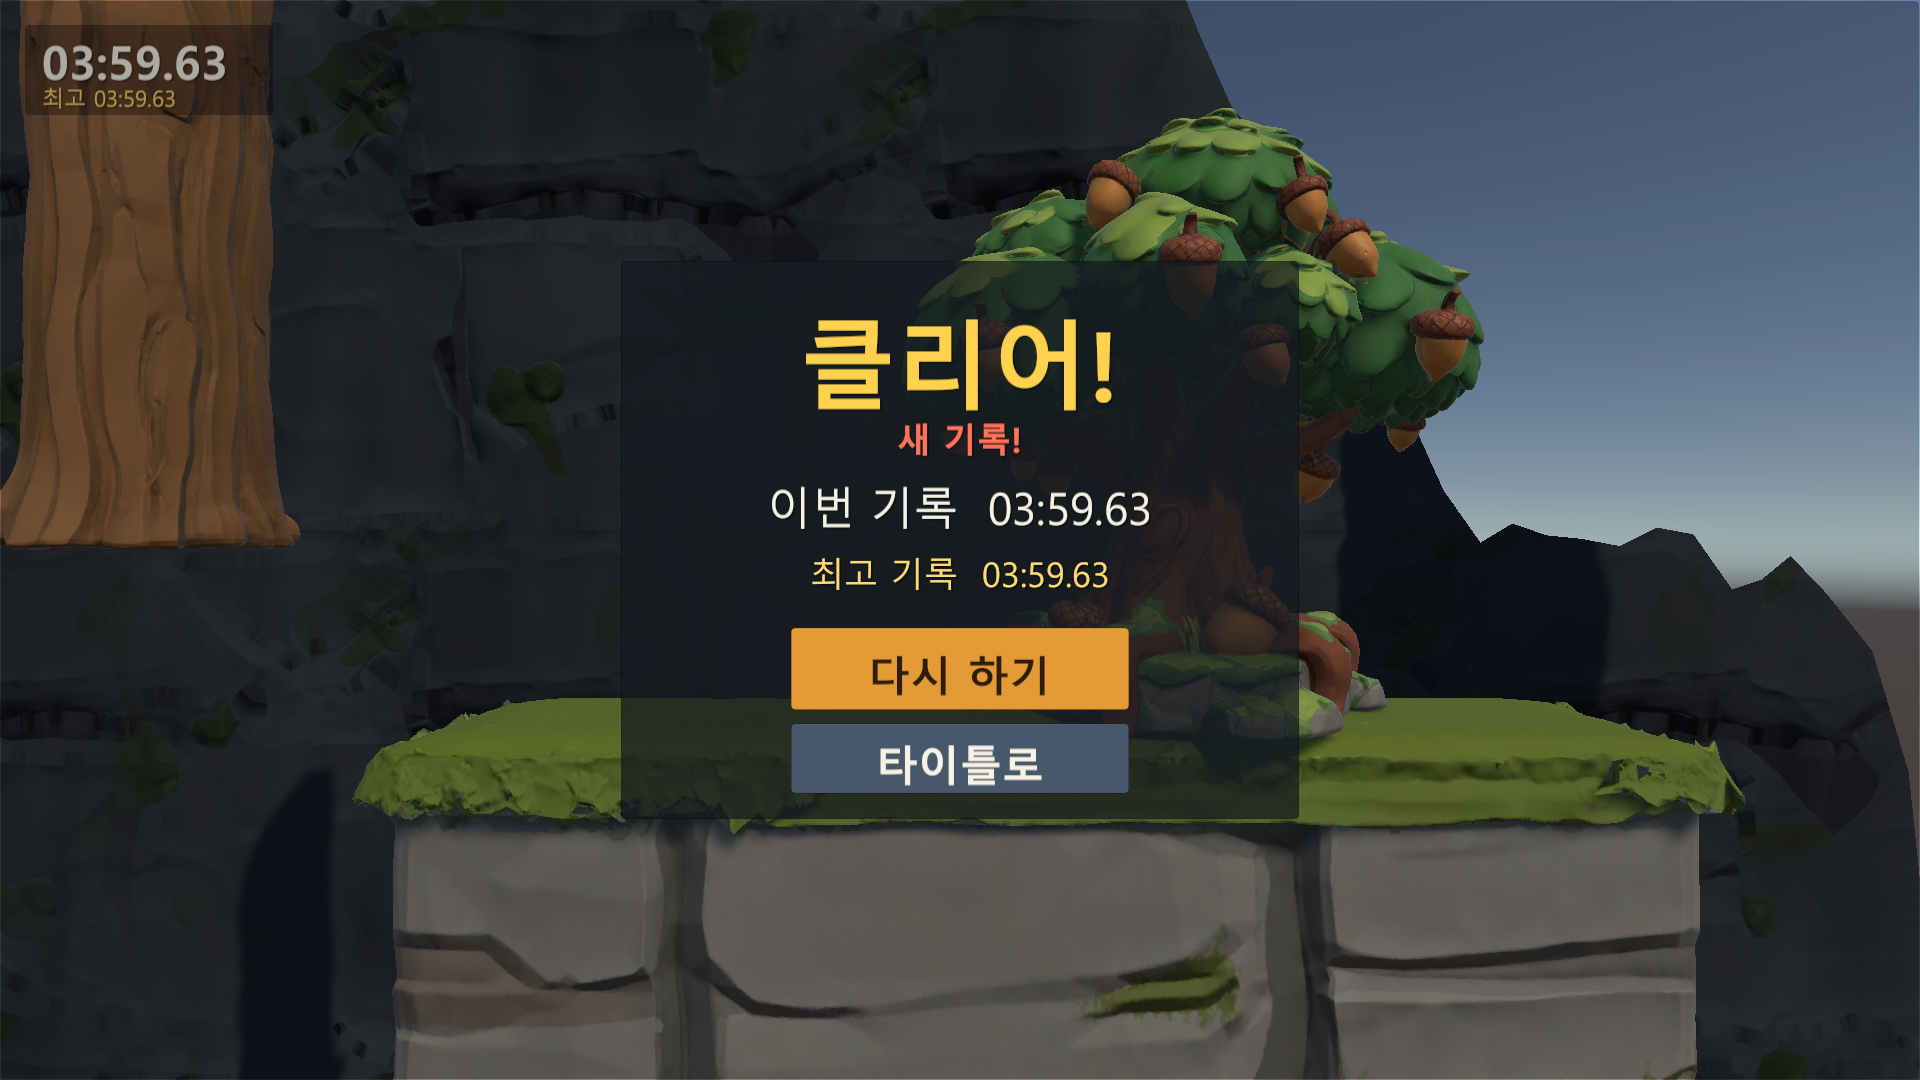 03:59.63
최고 03:59.63
클리어!
새 기록!
이번 기록 03:59.63
최고 기록 03:59.63
다시 하기
타이틀로